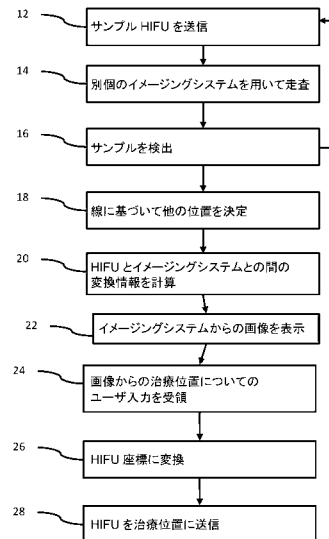 12
サンプル HIFU を送信
14
別個のイメージングシステムを用いて走査
16
サンプルを検出
18
線に基づいて他の位置を決定
20
HIFU とイメージングシステムとの間の
変換情報を計算
22
イメージングシステムからの画像を表示
24
画像からの治療位置についての
ユーザ入力を受領
26
HIFU 座標に変換
28
HIFU を治療位置に送信